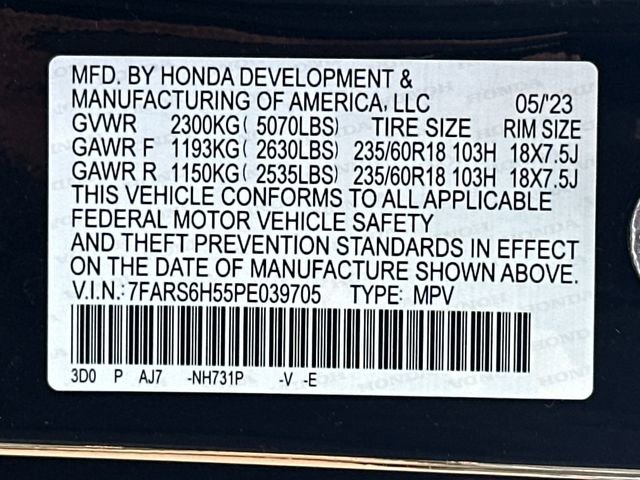 MFD. BY HONDA DEVELOPMENT &
MANUFACTURING OF AMERICA, LLC 05/'23
GVWR 2300KG( 5070LBS) TIRE SIZE RIM SIZE
GAWR F 1193KG( 2630LBS) 235/60R18 103H 18X7.5J
GAWR R 1150KG( 2535LBS) 235/60R18 103H 18X7.5J
THIS VEHICLE CONFORMS TO ALL APPLICABLE
FEDERAL MOTOR VEHICLE SAFETY
AND THEFT PREVENTION STANDARDS IN EFFECT
ON THE DATE OF MANUFACTURE SHOWN ABOVE.
V.I.N.: 7FARS6H55PE039705 TYPE: MPV
3D0 P AJ7 -NH731P -V -E